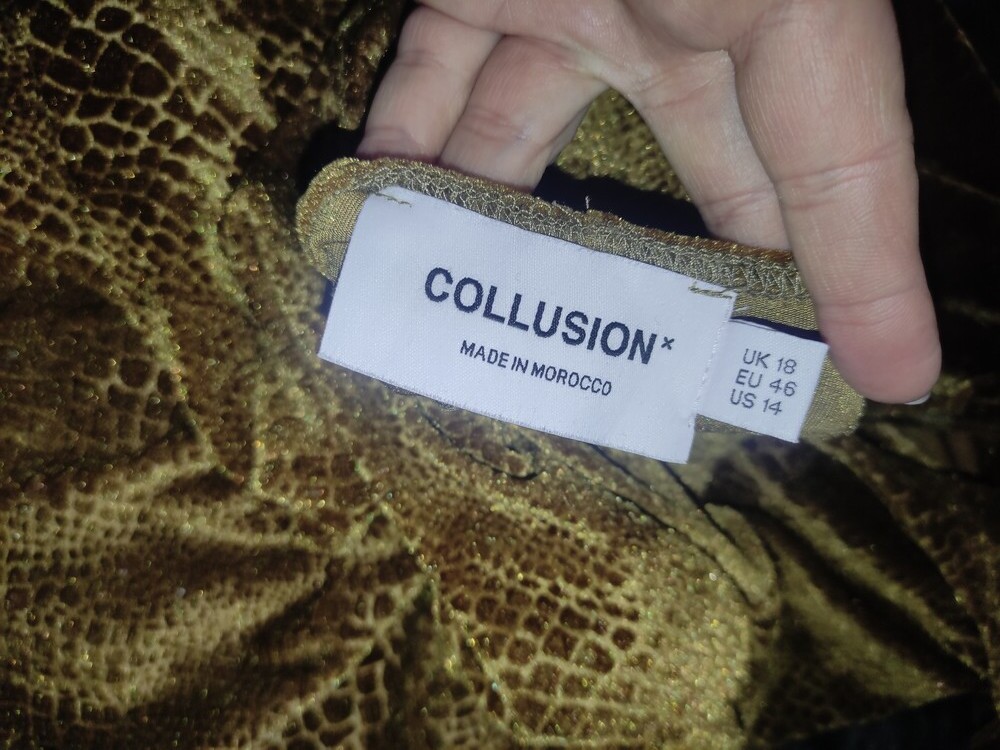 COLLUSION×
MADE IN MOROCCO
UK 18
EU 46
US 14